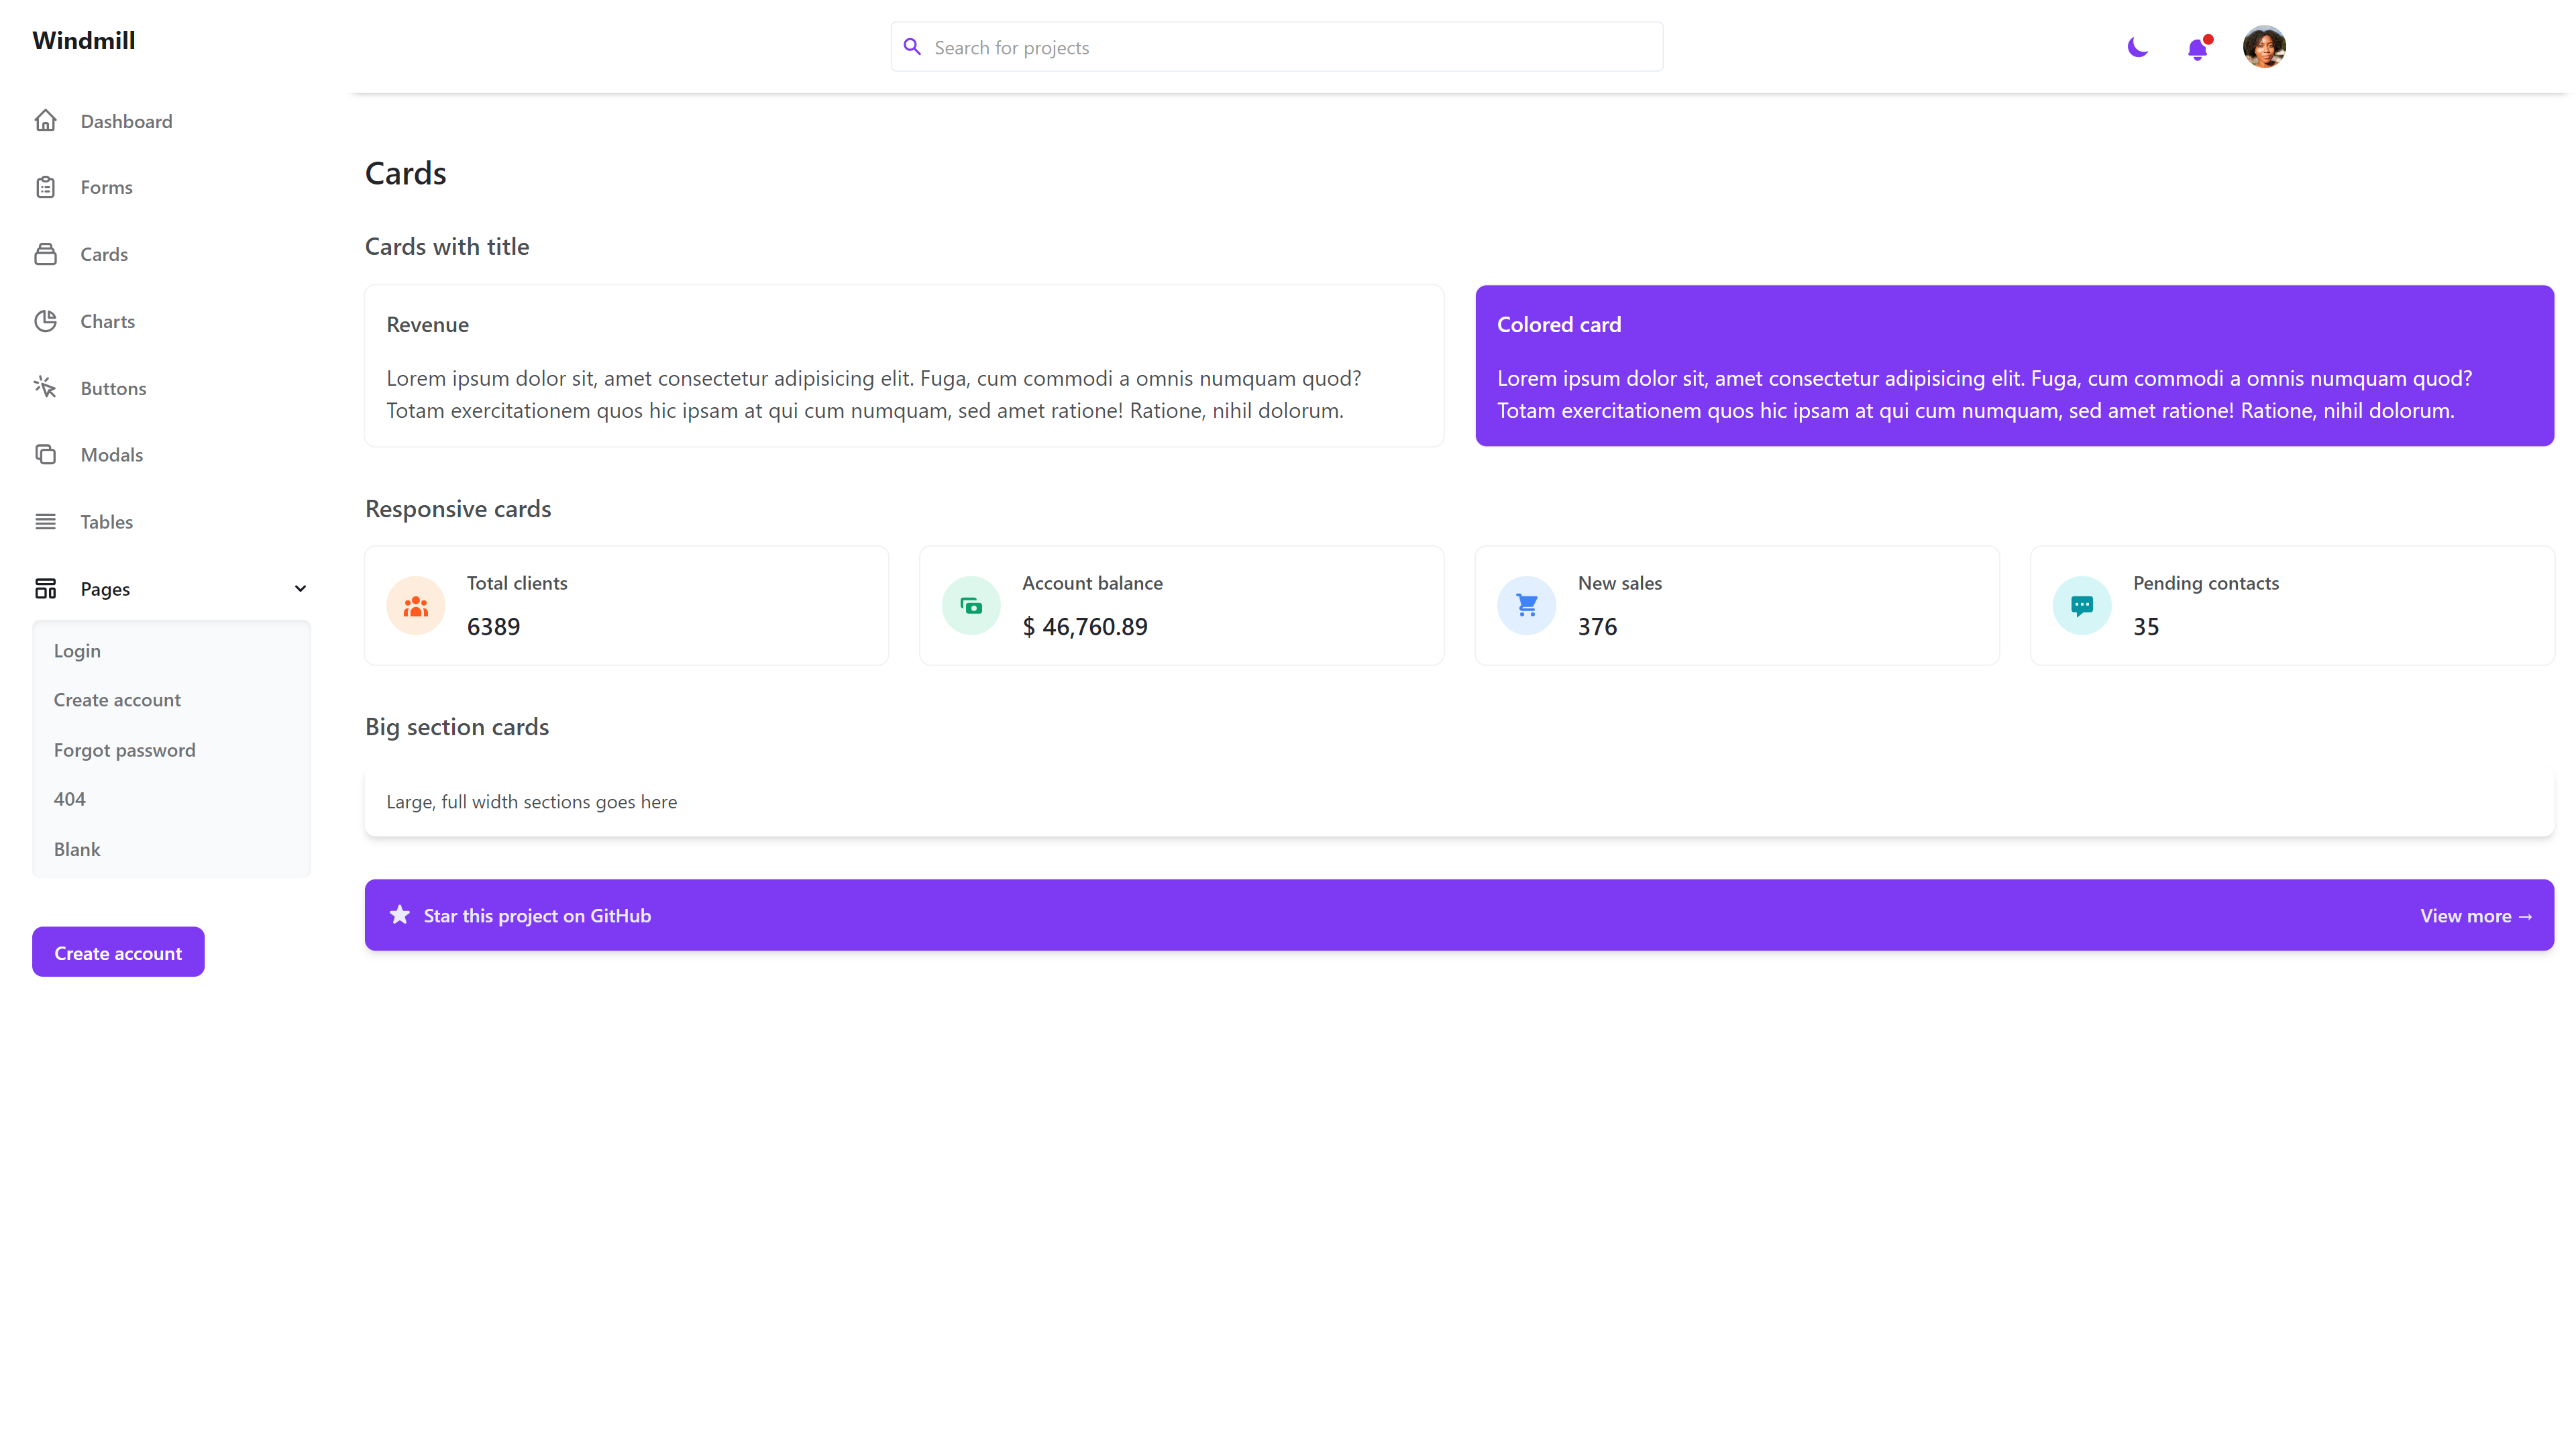 Windmill
Search for projects
Dashboard
Forms
Cards
Charts
Buttons
Modals
Tables
Pages
Login
Create account
Forgot password
404
Blank
Create account
Cards
Cards with title
Revenue
Lorem ipsum dolor sit, amet consectetur adipisicing elit. Fuga, cum commodi a omnis numquam quod?
Totam exercitationem quos hic ipsam at qui cum numquam, sed amet ratione! Ratione, nihil dolorum.
Colored card
Lorem ipsum dolor sit, amet consectetur adipisicing elit. Fuga, cum commodi a omnis numquam quod?
Totam exercitationem quos hic ipsam at qui cum numquam, sed amet ratione! Ratione, nihil dolorum.
Responsive cards
Total clients
6389
Account balance
$ 46,760.89
New sales
376
Pending contacts
35
Big section cards
Large, full width sections goes here
Star this project on GitHub
View more →